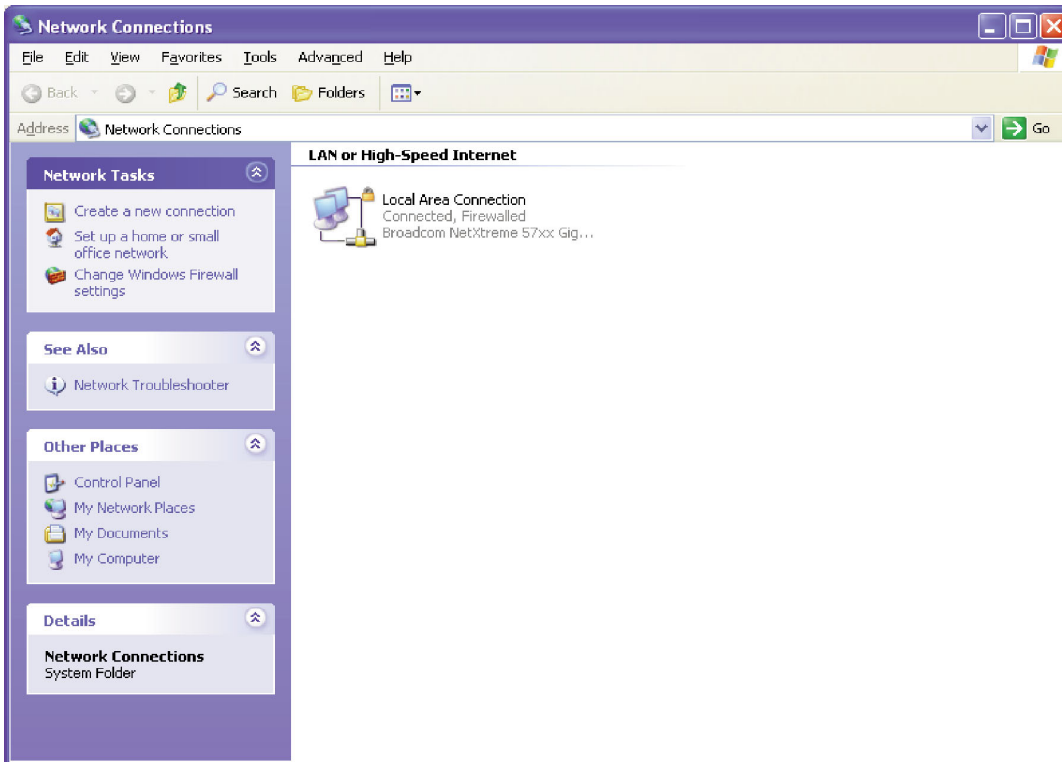 Network Connections
File Edit View Favorites Tools Advanced Help
Back Search Folders
Address Network Connections Go
Network Tasks
Create a new connection
Set up a home or small
office network
Change Windows Firewall
settings
See Also
Network Troubleshooter
Other Places
Control Panel
My Network Places
My Documents
My Computer
Details
Network Connections
System Folder
LAN or High-Speed Internet
Local Area Connection
Connected, Firewalled
Broadcom NetXtreme 57xx Gig...